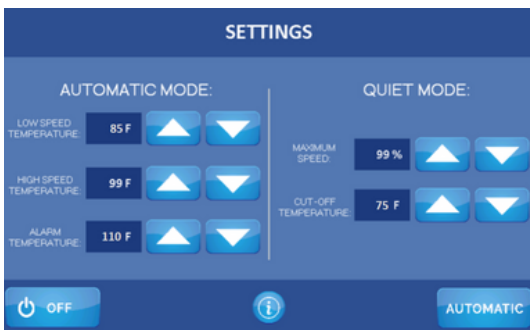 SETTINGS
AUTOMATIC MODE:
LOW SPEED
TEMPERATURE:
85 F
HIGH SPEED
TEMPERATURE:
99 F
ALARM
TEMPERATURE:
110 F
QUIET MODE:
MAXIMUM
SPEED:
99 %
CUT-OFF
TEMPERATURE:
75 F
OFF
i
AUTOMATIC